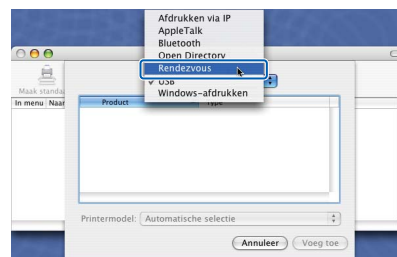 Afdrukken via IP
AppleTalk
Bluetooth
Open Directory
Rendezvous
✓ USB
Windows-afdrukken
Maak standa
In menu Naar
Product Type
Printermodel: Automatische selectie
Annuleer Voeg toe